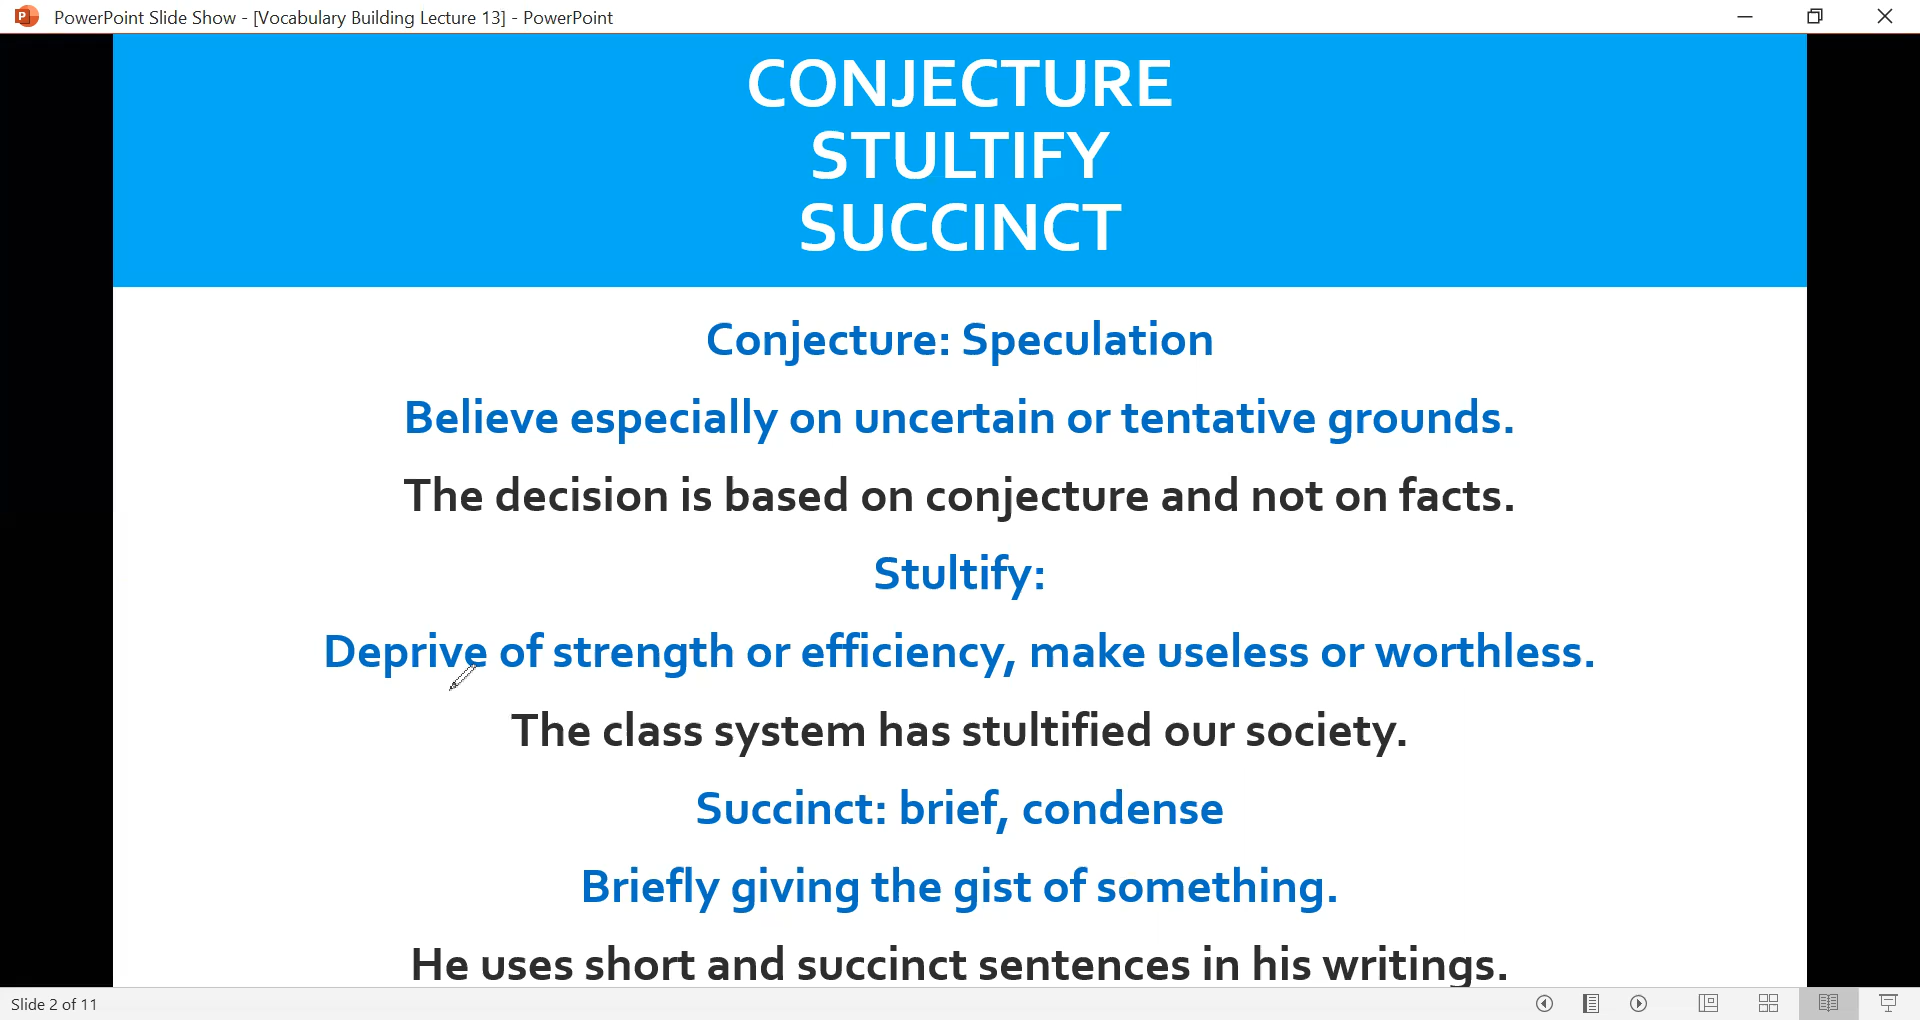 PowerPoint Slide Show - [Vocabulary Building Lecture 13] - PowerPoint
CONJECTURE
STULTIFY
SUCCINCT
Conjecture: Speculation
Believe especially on uncertain or tentative grounds.
The decision is based on conjecture and not on facts.
Stultify:
Deprive of strength or efficiency, make useless or worthless.
The class system has stultified our society.
Succinct: brief, condense
Briefly giving the gist of something.
He uses short and succinct sentences in his writings.
Slide 2 of 11